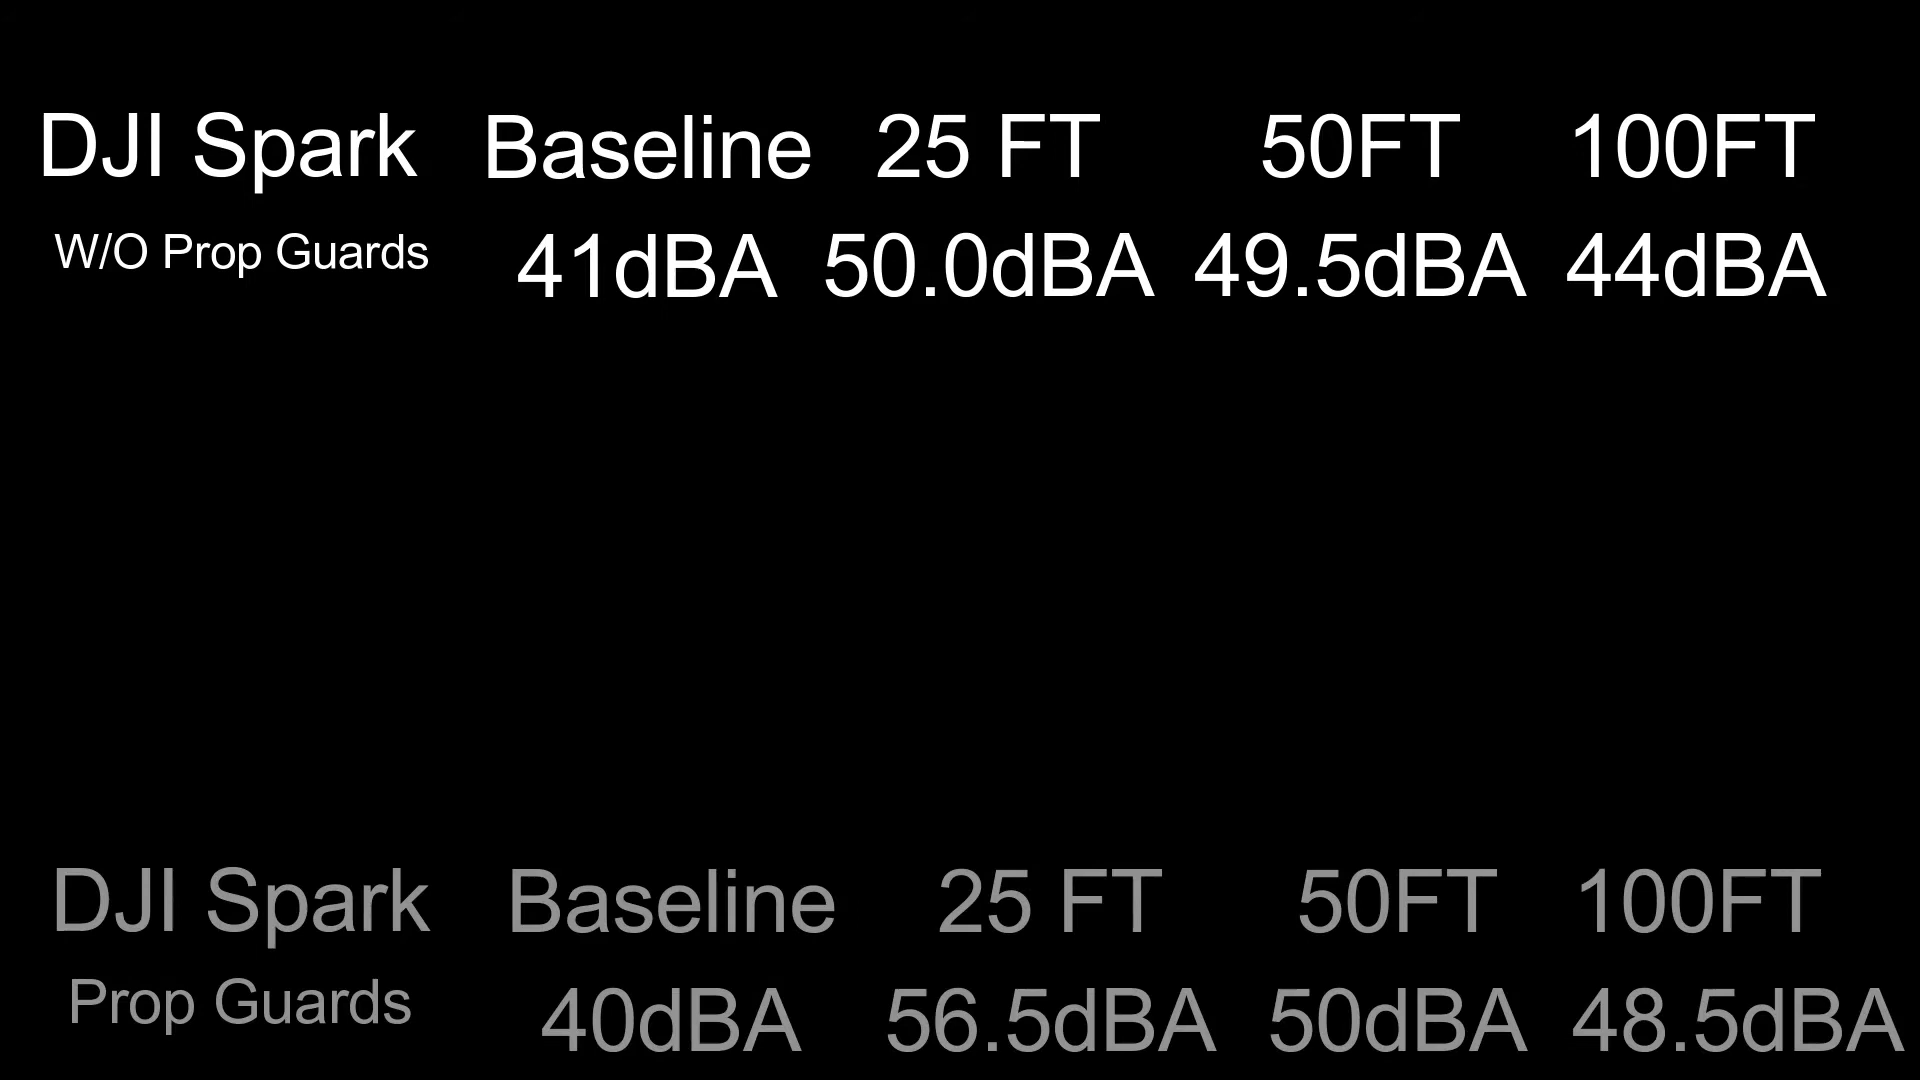 DJI Spark Baseline 25 FT 50FT 100FT
W/O Prop Guards 41dBA 50.0dBA 49.5dBA 44dBA
DJI Spark Baseline 25 FT 50FT 100FT
Prop Guards 40dBA 56.5dBA 50dBA 48.5dBA